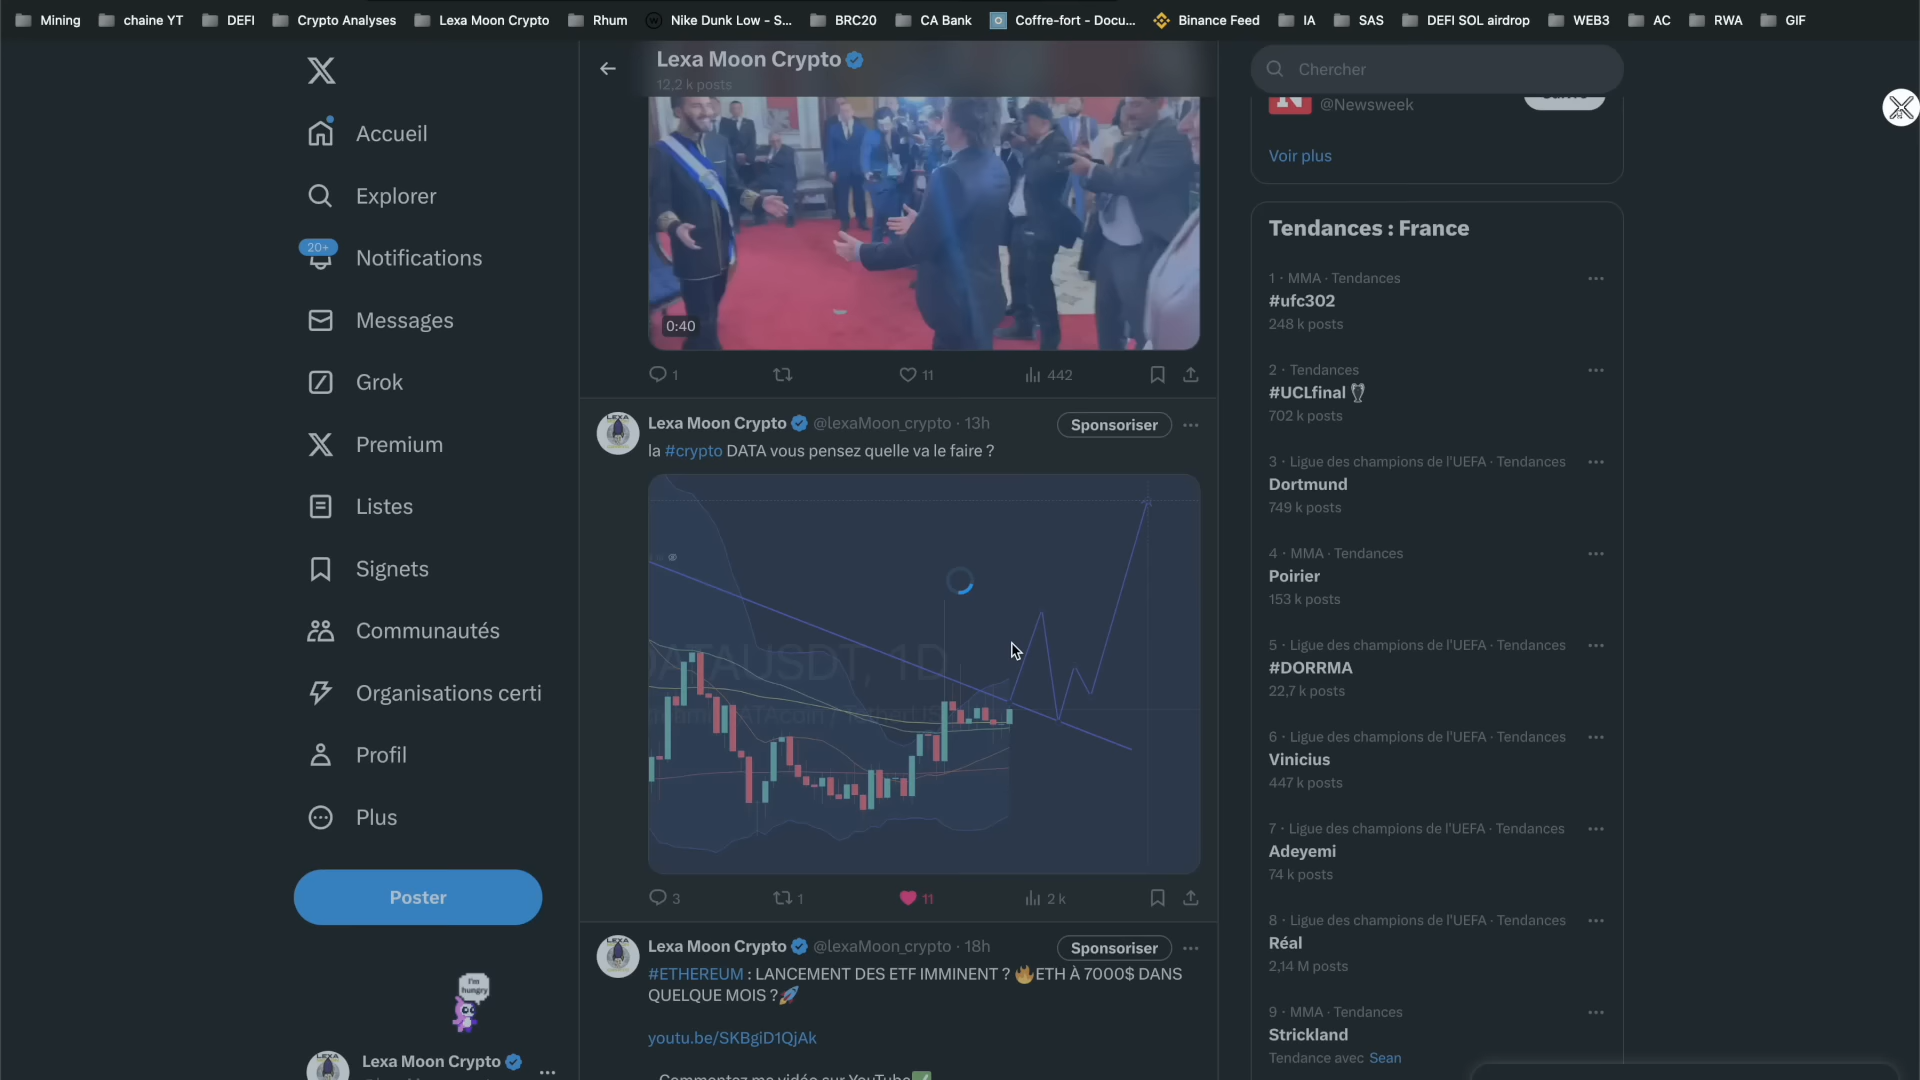 Mining
chaine YT
DEFI
Crypto Analyses
Lexa Moon Crypto
Rhum
Nike Dunk Low - S...
BRC20
CA Bank
Coffre-fort - Docu...
Binance Feed
IA
SAS
DEFI SOL airdrop
WEB3
AC
RWA
GIF
Accueil
Explorer
20+
Notifications
Messages
Grok
Premium
Listes
Signets
Communautés
Organisations certi
Profil
Plus
Poster
I'm
hungry
Lexa Moon Crypto
Lexa Moon Crypto
12,2 k posts
0:40
1
11
442
Lexa Moon Crypto @lexaMoon_crypto · 13h
Sponsoriser
la #crypto DATA vous pensez quelle va le faire ?
DATAUSDT, 1D
3
1
11
2 k
Lexa Moon Crypto @lexaMoon_crypto · 18h
Sponsoriser
#ETHEREUM : LANCEMENT DES ETF IMMINENT ? 🔥ETH À 7000$ DANS
QUELQUE MOIS ?🚀
youtu.be/SKBgiD1QjAk
Commentez ma vidéo sur YouTube✅
Chercher
@Newsweek
Voir plus
Tendances : France
1 · MMA · Tendances
#ufc302
248 k posts
2 · Tendances
#UCLfinal
702 k posts
3 · Ligue des champions de l'UEFA · Tendances
Dortmund
749 k posts
4 · MMA · Tendances
Poirier
153 k posts
5 · Ligue des champions de l'UEFA · Tendances
#DORRMA
22,7 k posts
6 · Ligue des champions de l'UEFA · Tendances
Vinicius
447 k posts
7 · Ligue des champions de l'UEFA · Tendances
Adeyemi
74 k posts
8 · Ligue des champions de l'UEFA · Tendances
Réal
2,14 M posts
9 · MMA · Tendances
Strickland
Tendance avec Sean